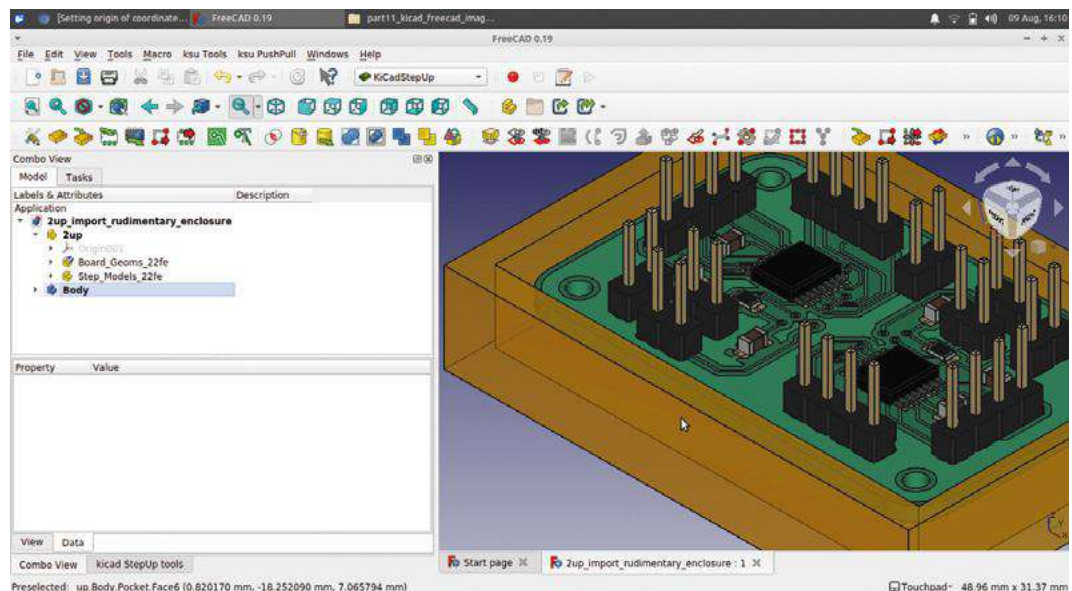 [Setting origin of coordinate... FreeCAD 0.19 part11_kicad_freecad_imag... 09 Aug, 16:10
FreeCAD 0.19
File Edit View Tools Macro ksu Tools ksu PushPull Windows Help
KiCadStepUp
Combo View
Model Tasks
Labels & Attributes Description
Application
2up_import_rudimentary_enclosure
2up
Origin001
Board_Geoms_22fe
Step_Models_22fe
Body
Property Value
View Data
Combo View kicad StepUp tools
Start page 2up_import_rudimentary_enclosure : 1
Preselected: up.Body.Pocket.Face6 (0.820170 mm, -18.252090 mm, 7.065794 mm) Touchpad 48.96 mm x 31.37 mm